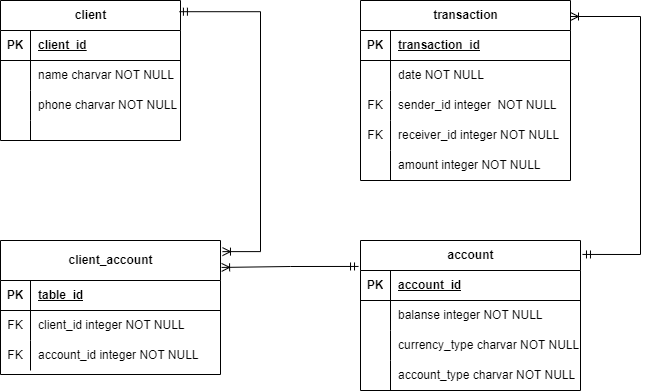 client
PK client_id
name charvar NOT NULL
phone charvar NOT NULL
transaction
PK transaction_id
date NOT NULL
FK sender_id integer NOT NULL
FK receiver_id integer NOT NULL
amount integer NOT NULL
client_account
PK table_id
FK client_id integer NOT NULL
FK account_id integer NOT NULL
account
PK account_id
balanse integer NOT NULL
currency_type charvar NOT NULL
account_type charvar NOT NULL